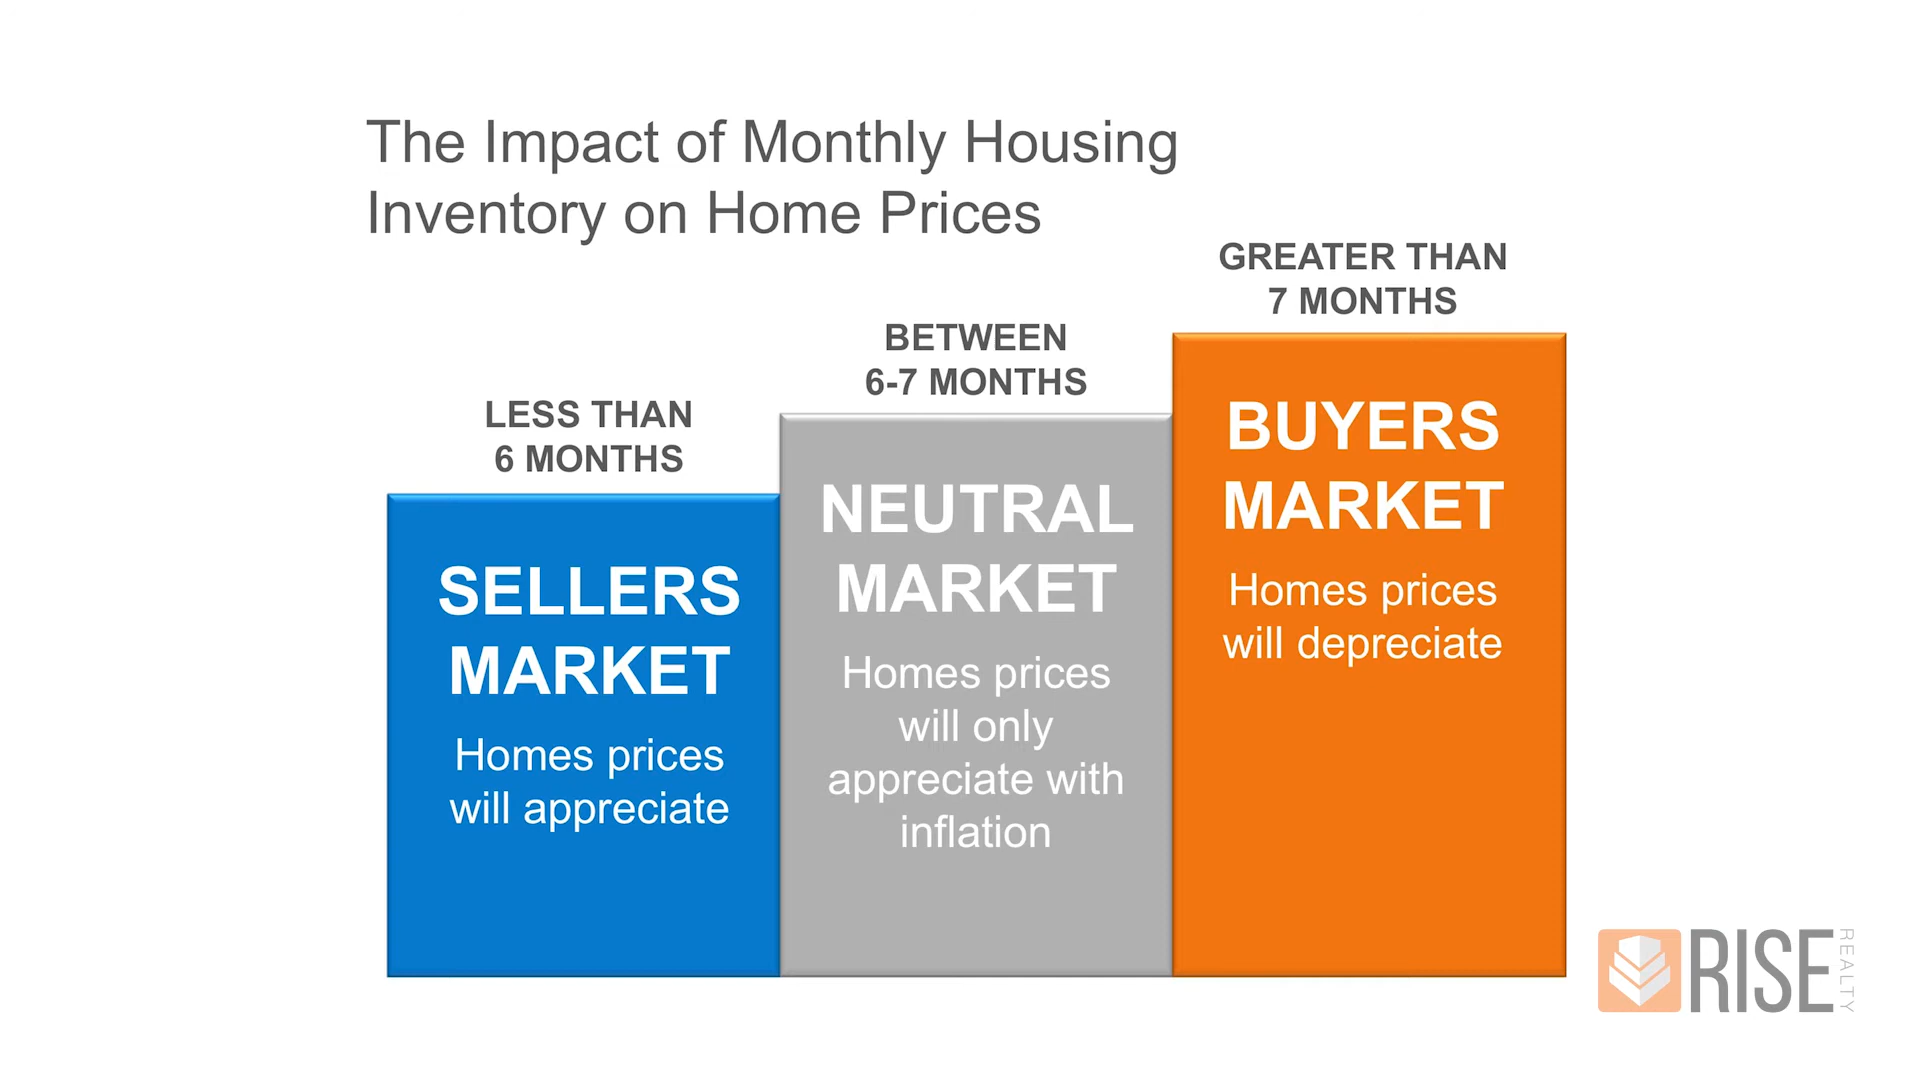 The Impact of Monthly Housing
Inventory on Home Prices
LESS THAN
6 MONTHS
SELLERS
MARKET
Homes prices
will appreciate
BETWEEN
6-7 MONTHS
NEUTRAL
MARKET
Homes prices
will only
appreciate with
inflation
GREATER THAN
7 MONTHS
BUYERS
MARKET
Homes prices
will depreciate
RISE
REALTY